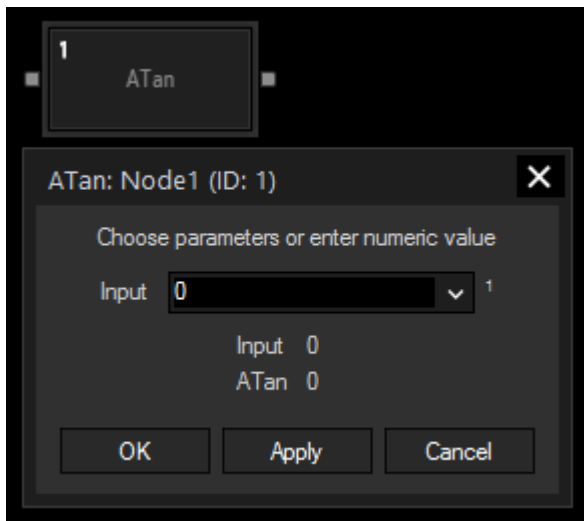 1
ATan
ATan: Node1 (ID: 1)
Choose parameters or enter numeric value
Input 0 1
Input 0
ATan 0
OK Apply Cancel